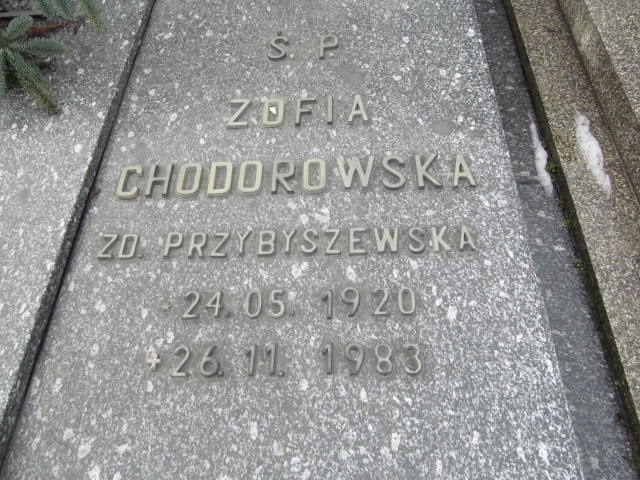 Ś. P
ZOFIA
CHODOROWSKA
ZD. PRZYBYSZEWSKA
* 24. 05. 1920
+ 26. 11. 1983